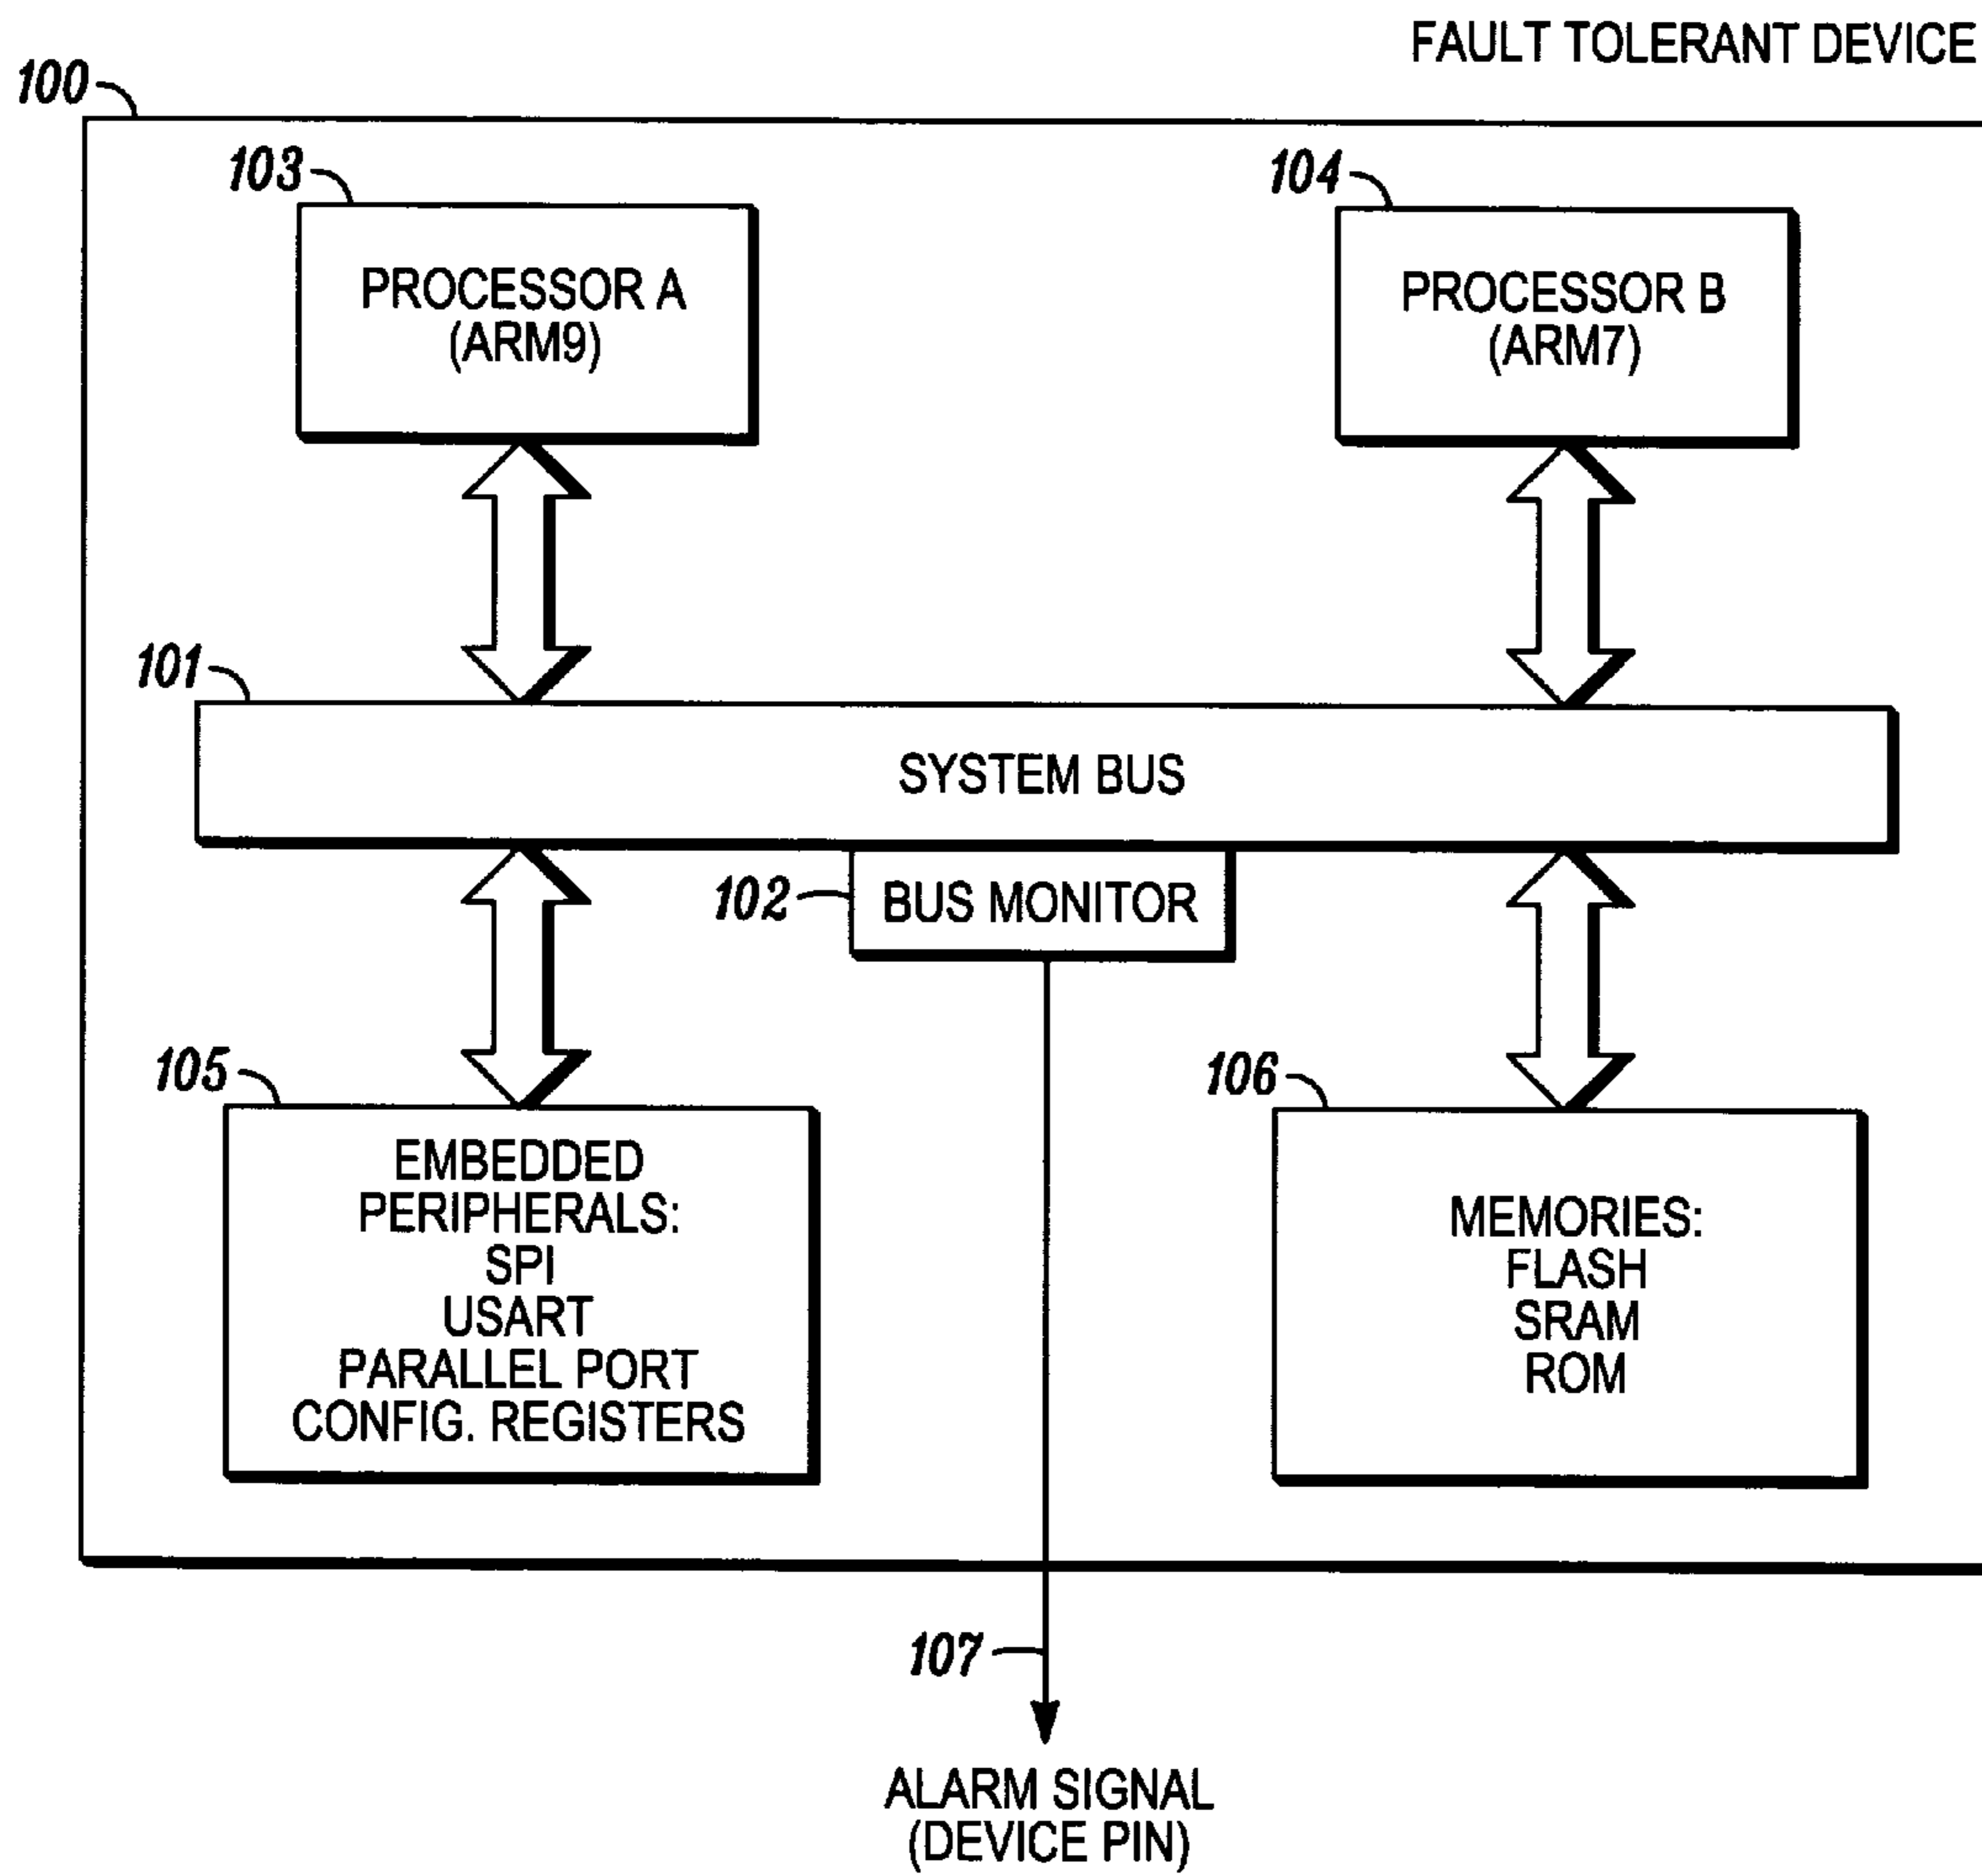 FAULT TOLERANT DEVICE
100
103
104
PROCESSOR A
(ARM9)
PROCESSOR B
(ARM7)
101
SYSTEM BUS
102
BUS MONITOR
105
106
EMBEDDED
PERIPHERALS:
SPI
USART
PARALLEL PORT
CONFIG. REGISTERS
MEMORIES:
FLASH
SRAM
ROM
107
ALARM SIGNAL
(DEVICE PIN)